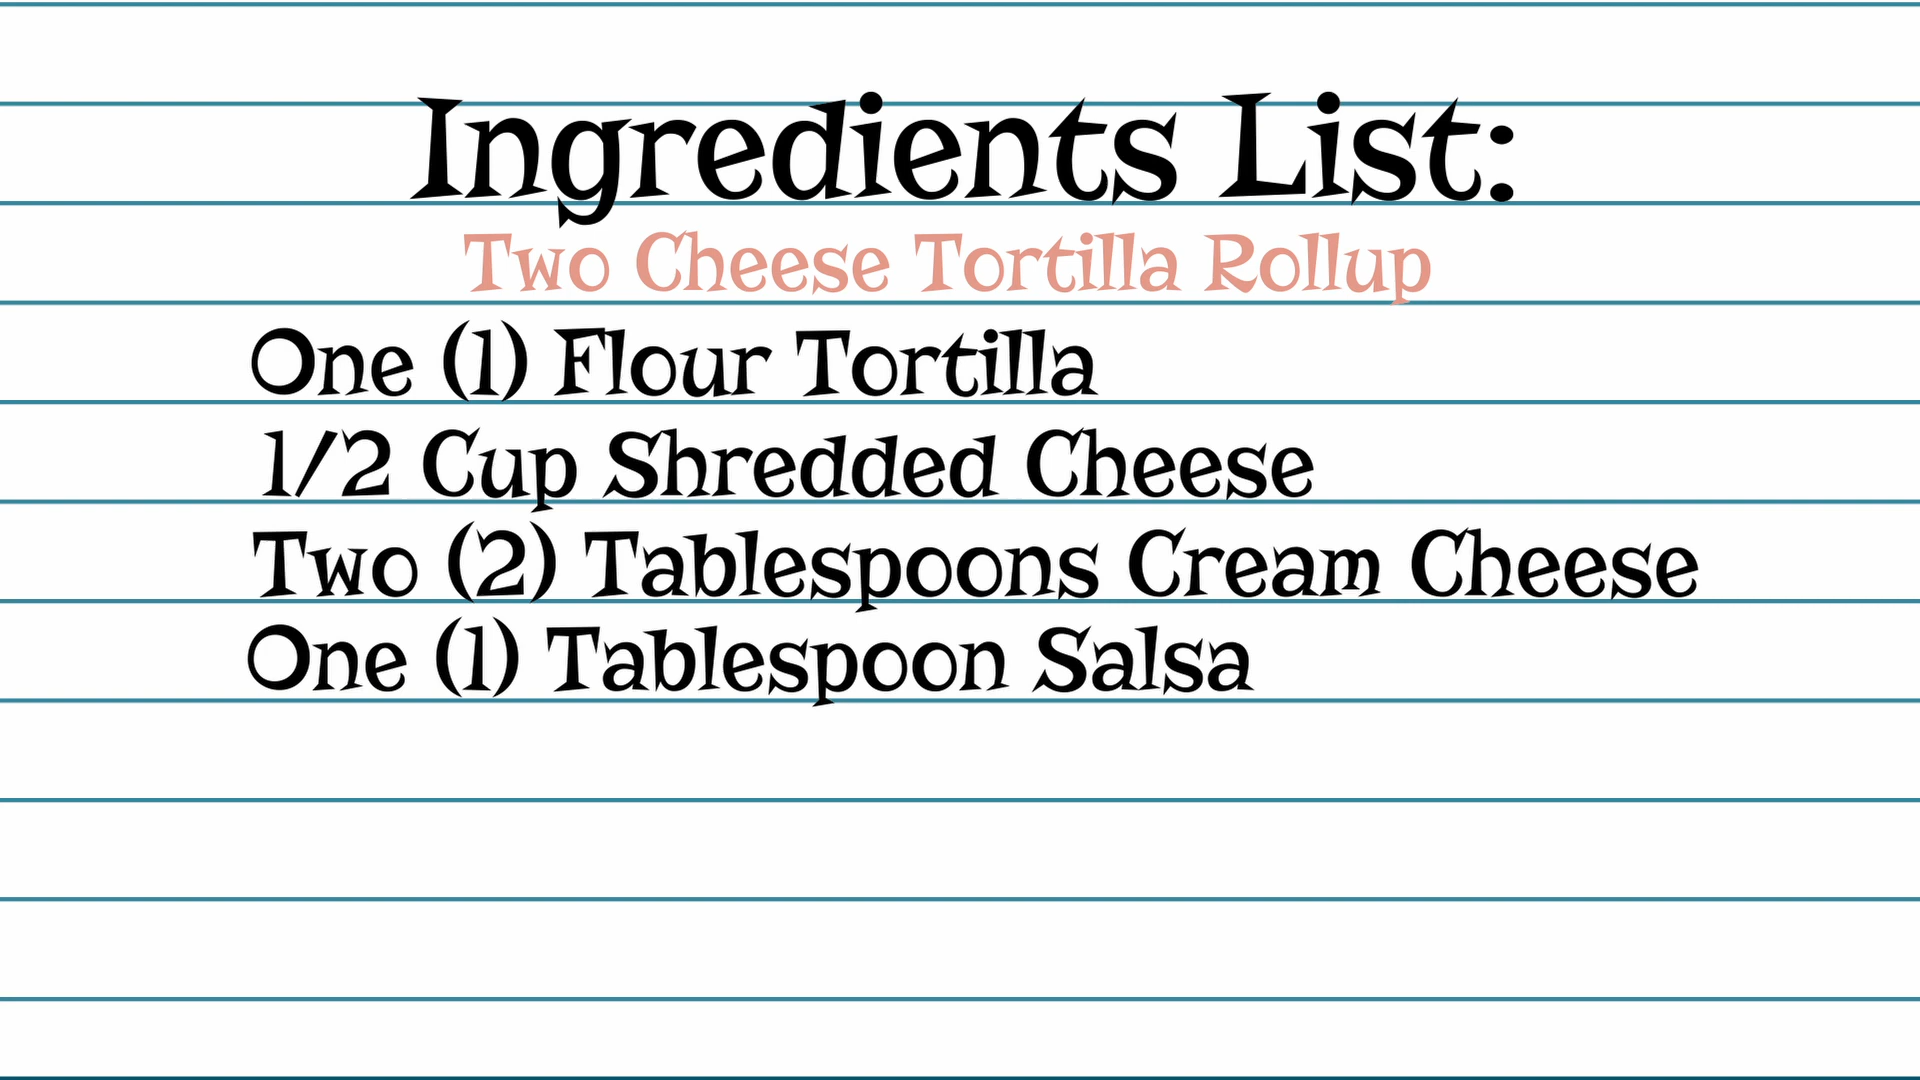 Ingredients List:
Two Cheese Tortilla Rollup
One (1) Flour Tortilla
1/2 Cup Shredded Cheese
Two (2) Tablespoons Cream Cheese
One (1) Tablespoon Salsa